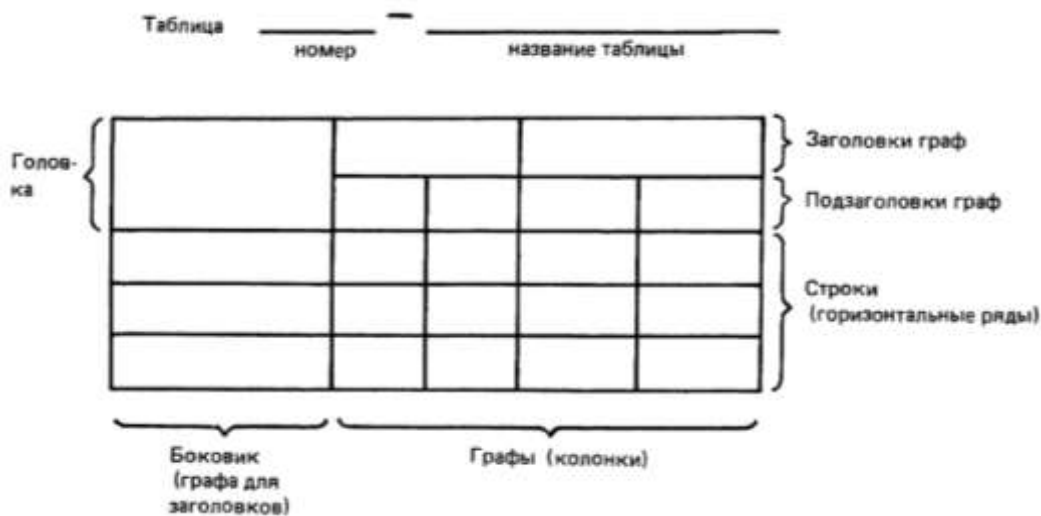 Таблица —
номер название таблицы
Голов-
ка
Заголовки граф
Подзаголовки граф
Строки
(горизонтальные ряды)
Боковик
(графа для
заголовков)
Графы (колонки)